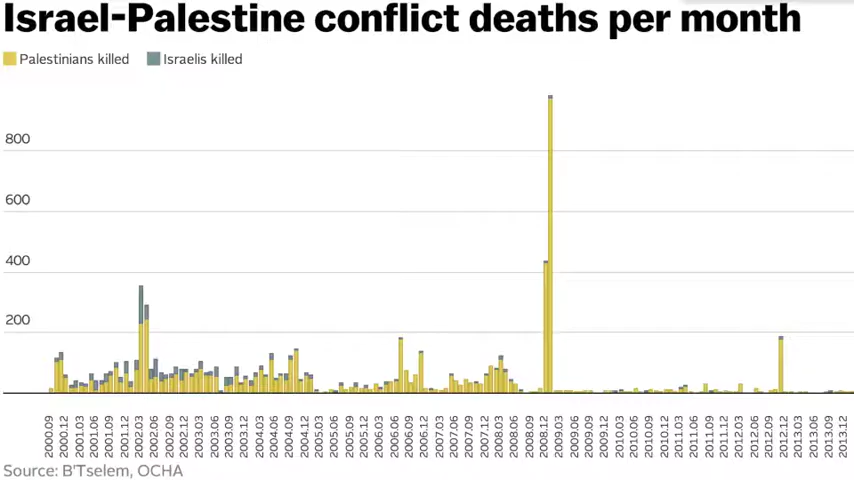 Israel-Palestine conflict deaths per month
Palestinians killed Israelis killed
800
600
400
200
2000.09 2000.12 2001.03 2001.06 2001.09 2001.12 2002.03 2002.06 2002.09 2002.12 2003.03 2003.06 2003.09 2003.12 2004.03 2004.06 2004.09 2004.12 2005.03 2005.06 2005.09 2005.12 2006.03 2006.06 2006.09 2006.12 2007.03 2007.06 2007.09 2007.12 2008.03 2008.06 2008.09 2008.12 2009.03 2009.06 2009.09 2009.12 2010.03 2010.06 2010.09 2010.12 2011.03 2011.06 2011.09 2011.12 2012.03 2012.06 2012.09 2012.12 2013.03 2013.06 2013.09 2013.12
Source: B'Tselem, OCHA